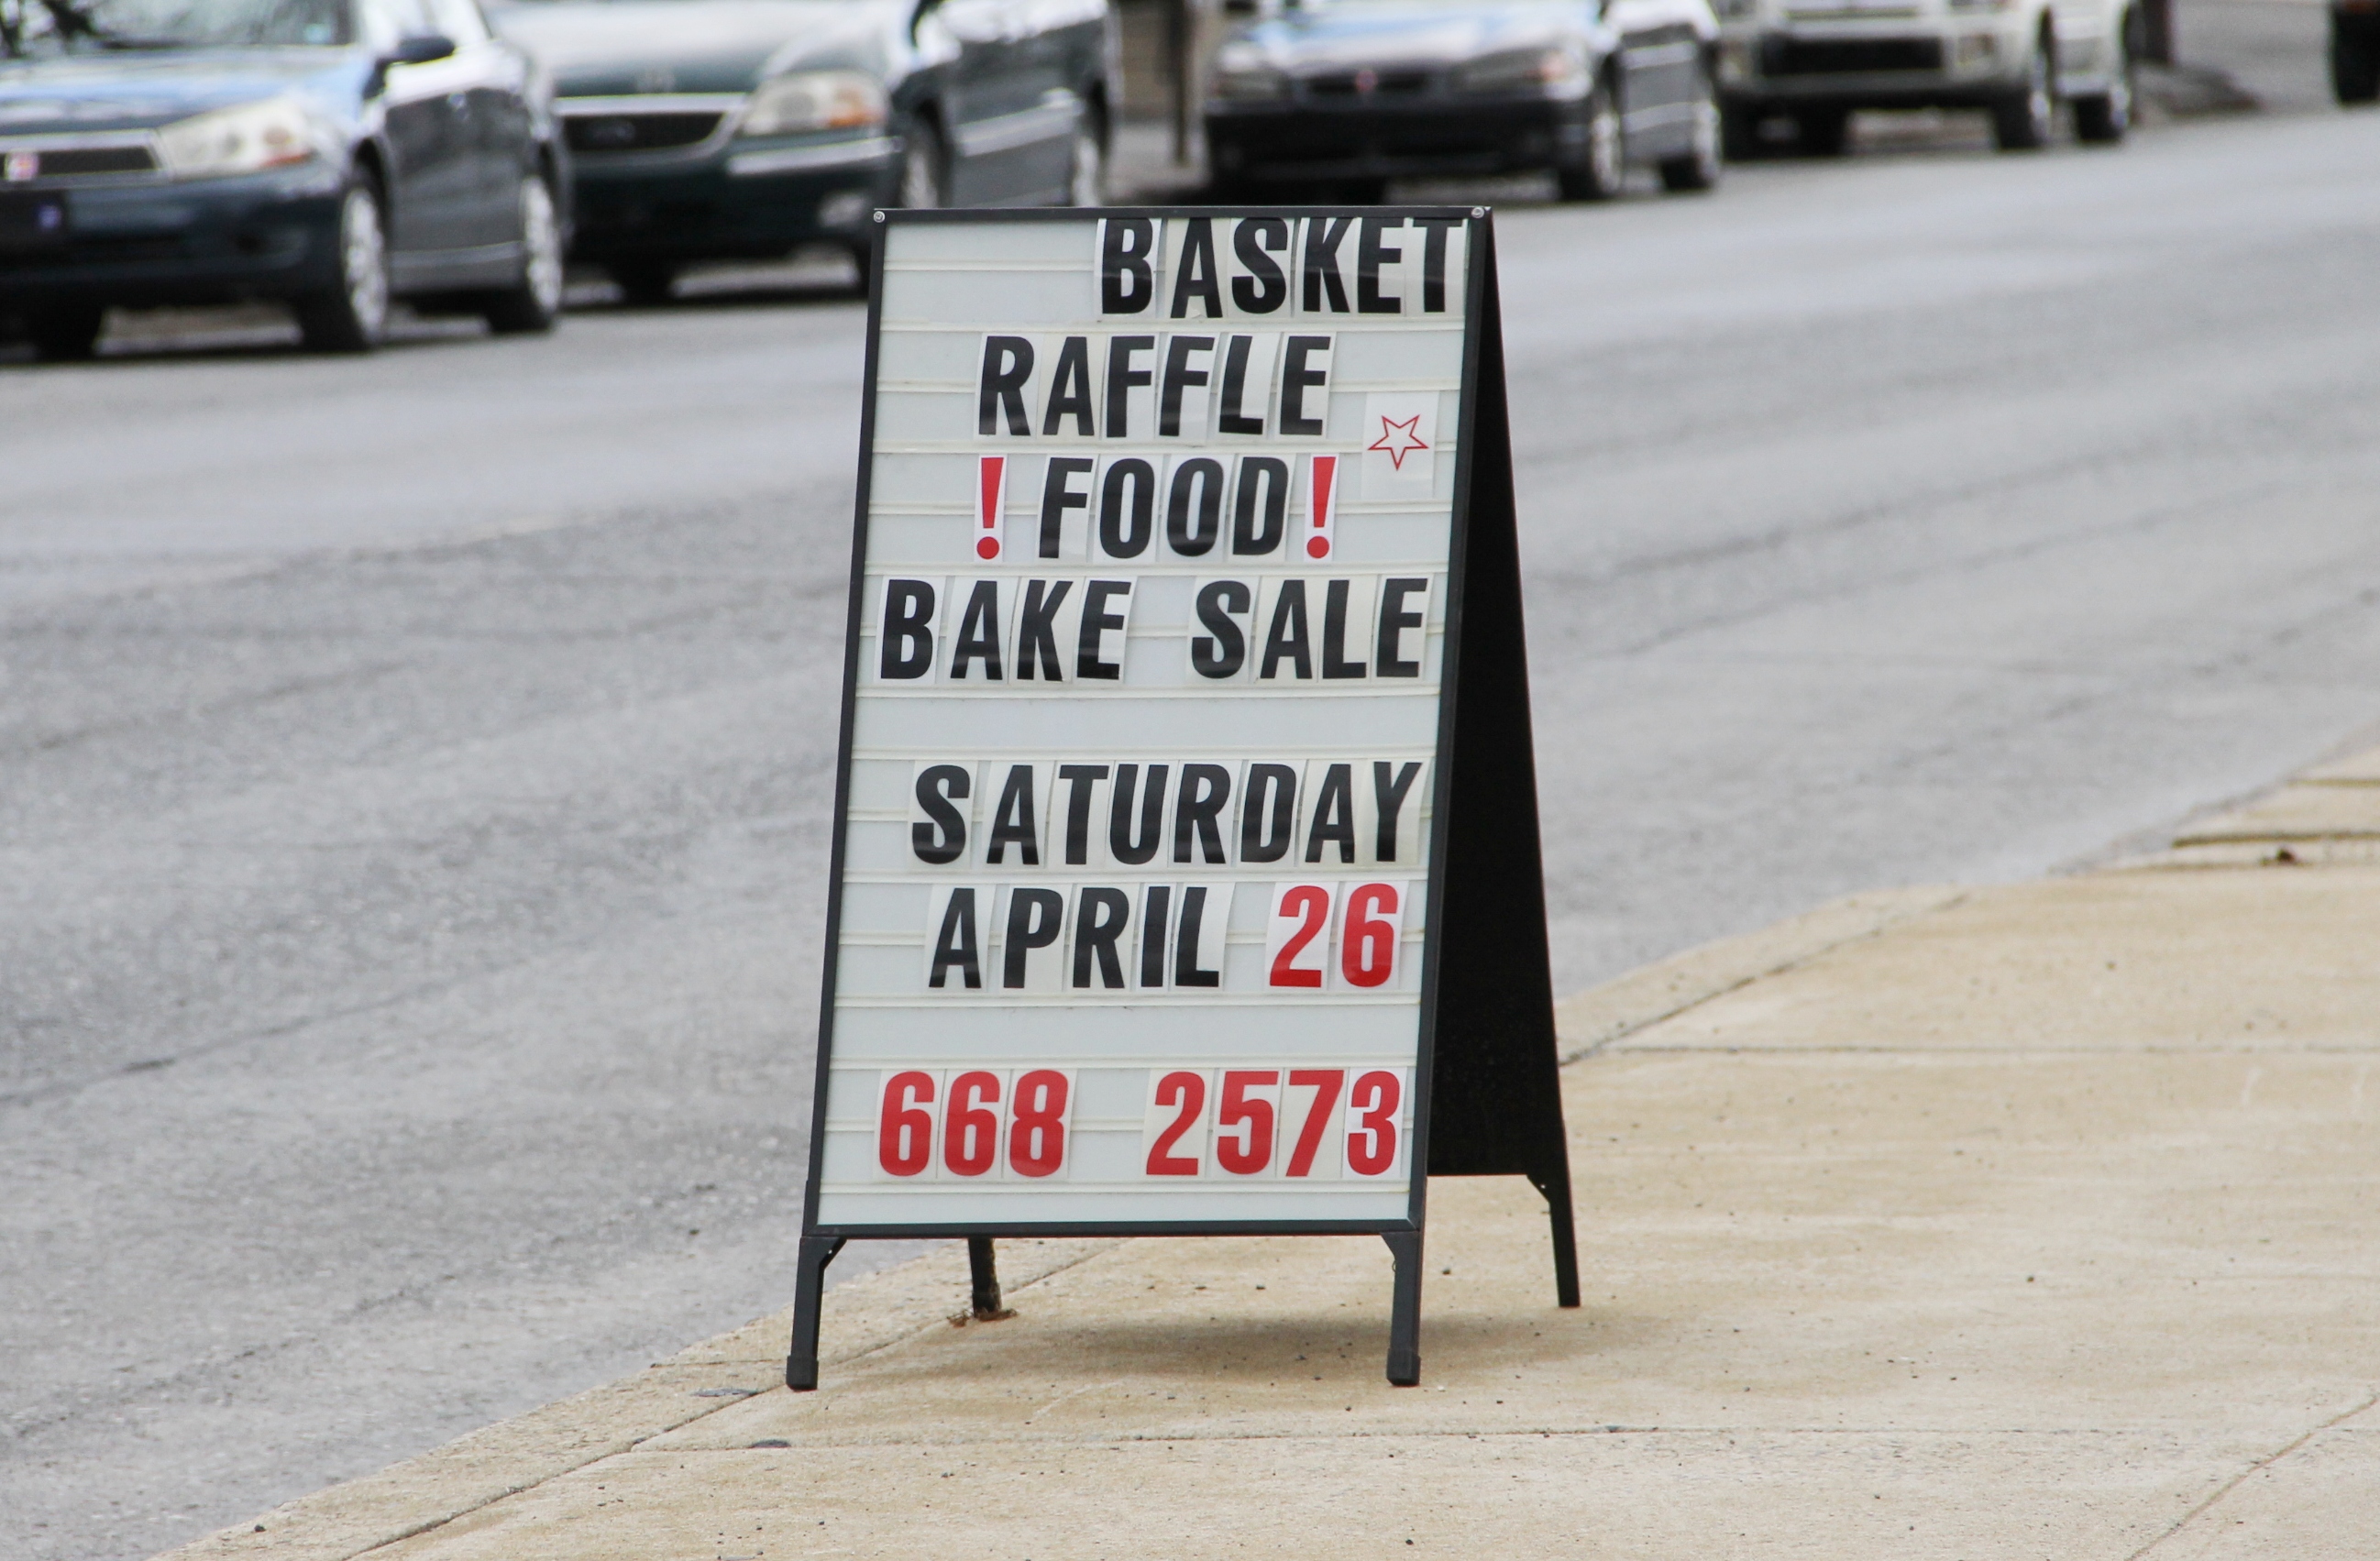 BASKET
RAFFLE
!FOOD!
BAKE SALE
SATURDAY
APRIL 26
668 2573